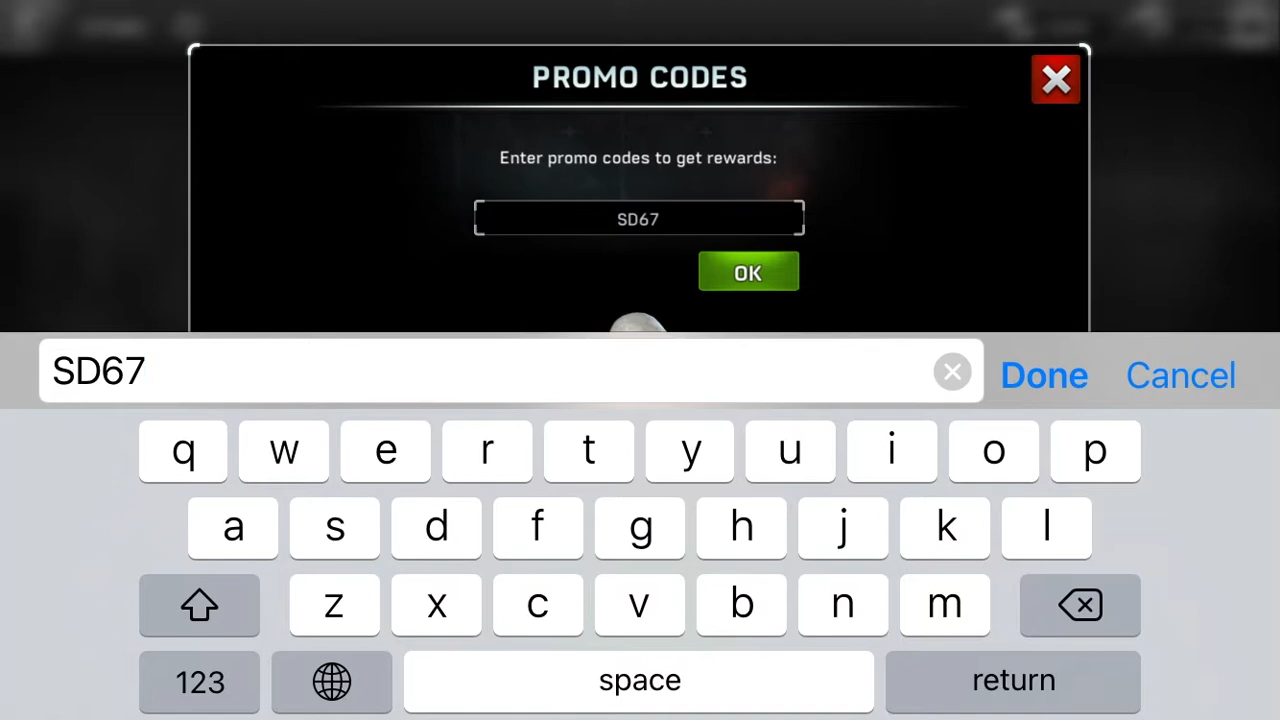 PROMO CODES
Enter promo codes to get rewards:
SD67
OK
SD67
Done Cancel
q w e r t y u i o p
a s d f g h j k l
z x c v b n m
123 space return